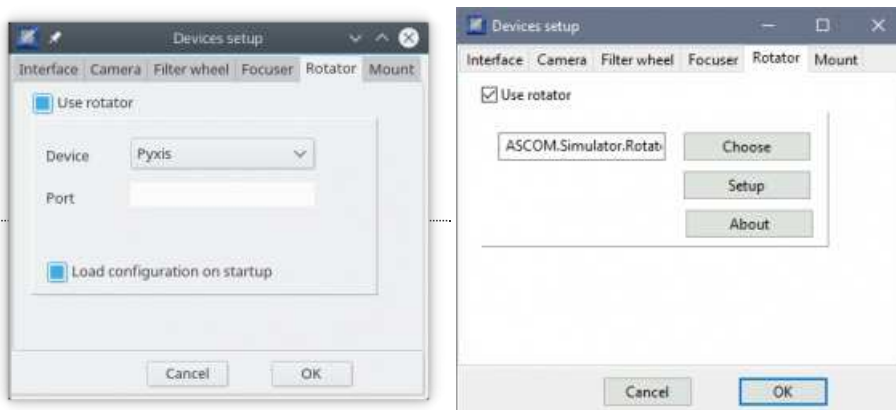 Devices setup
Interface Camera Filter wheel Focuser Rotator Mount
Use rotator
Device Pyxis
Port
Load configuration on startup
Cancel OK
Devices setup
Interface Camera Filter wheel Focuser Rotator Mount
Use rotator
ASCOM.Simulator.Rotat Choose
Setup
About
Cancel OK